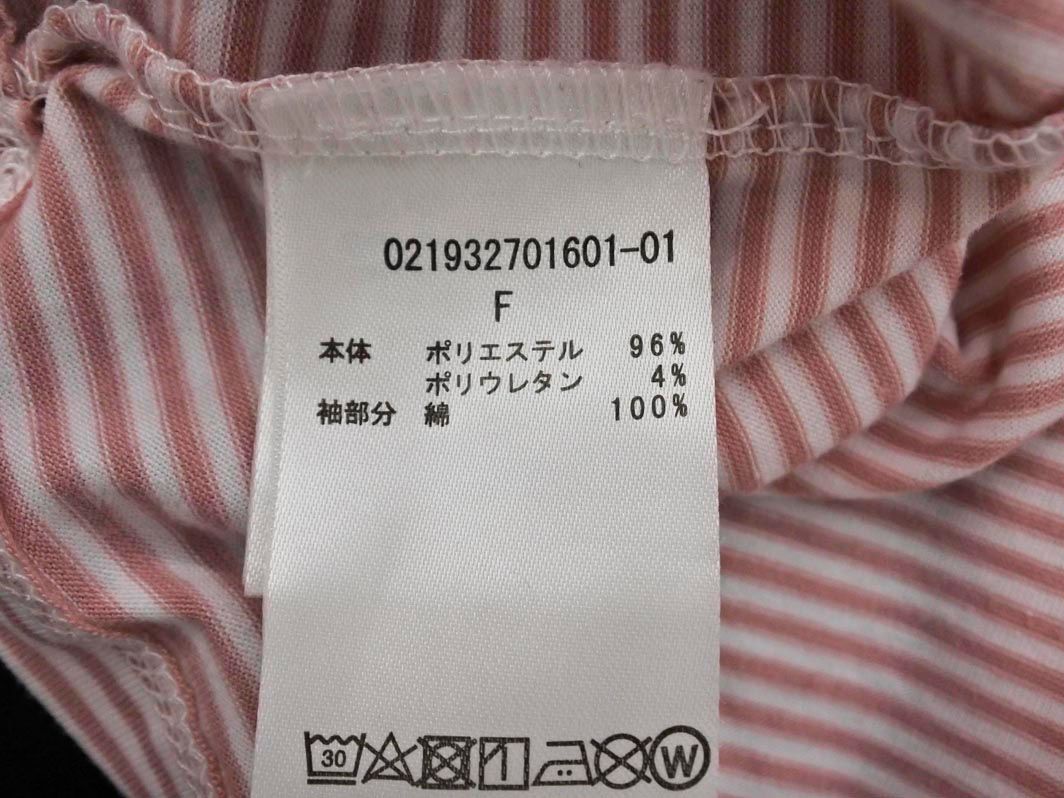 021932701601-01
F
本体 ポリエステル 96%
ポリウレタン 4%
袖部分 綿 100%
30 W